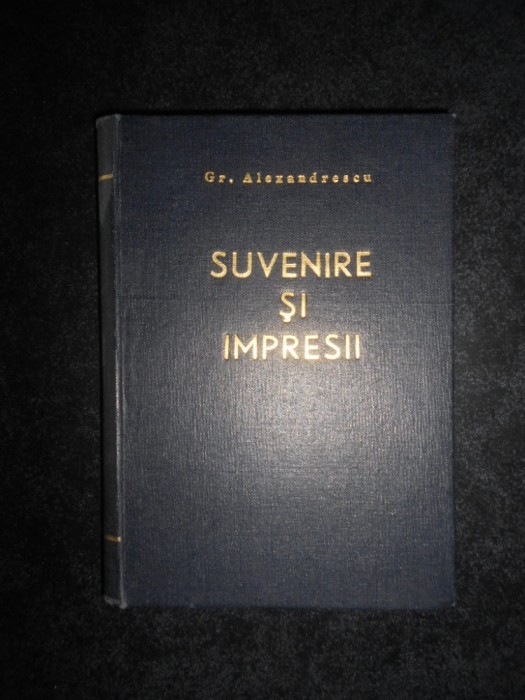 Gr. Alexandrescu
SUVENIRE
ŞI
IMPRESII